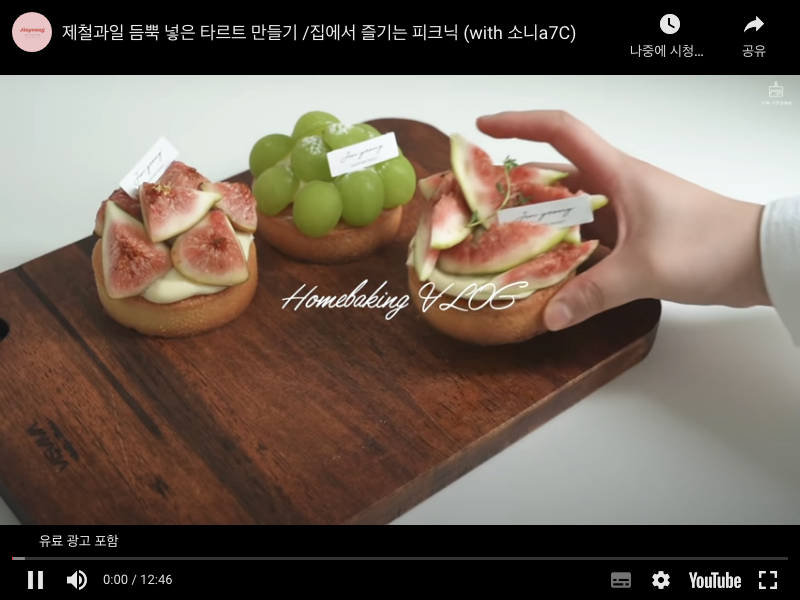 제철과일 듬뿍 넣은 타르트 만들기 /집에서 즐기는 피크닉 (with 소니a7C)
나중에 시청...
공유
Homebaking VLOG
유료 광고 포함
0:00 / 12:46
YouTube